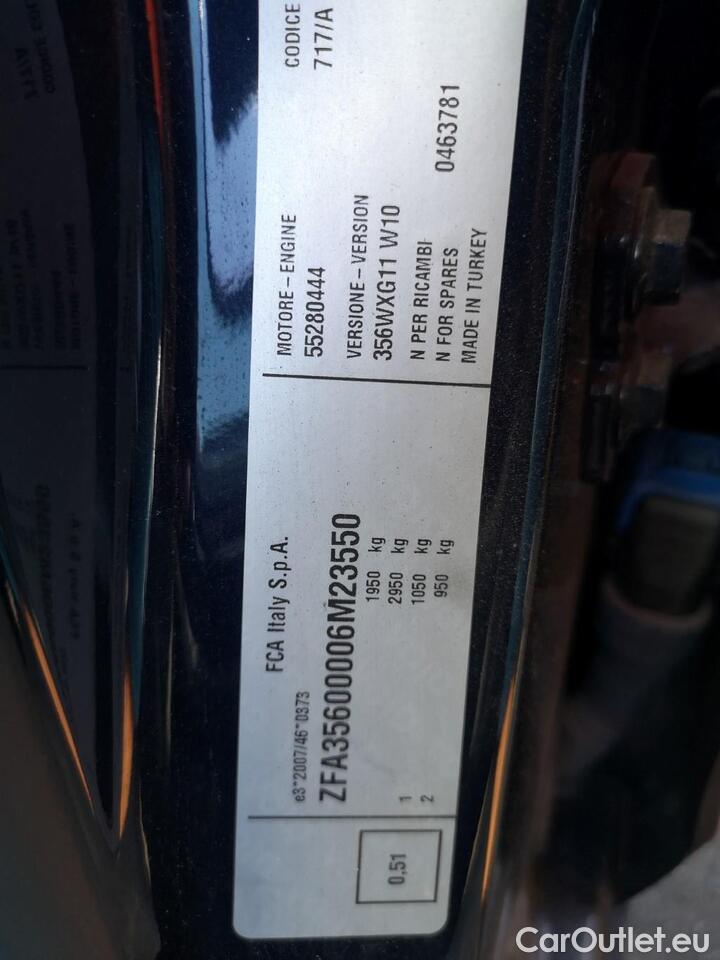 FCA Italy S.p.A.
e3*2007/46*0373
ZFA35600006M23550
1950 kg
2950 kg
1 1050 kg
2 950 kg
0,51
MOTORE – ENGINE
55280444
VERSIONE – VERSION
356WXG11 W10
N PER RICAMBI
N FOR SPARES 0463781
MADE IN TURKEY
CODICE
717/A
CarOutlet.eu